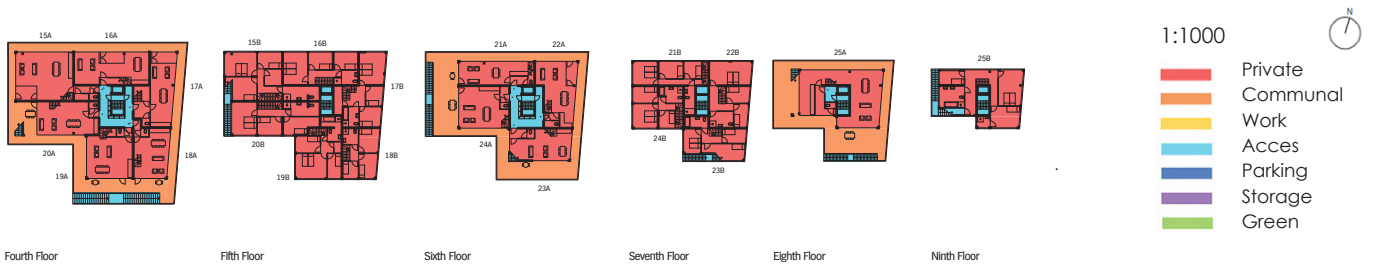 15A
16A
17A
18A
19A
20A
Fourth Floor
15B
16B
17B
18B
19B
20B
Fifth Floor
21A
22A
23A
24A
Sixth Floor
21B
22B
23B
24B
Seventh Floor
25A
Eighth Floor
25B
Ninth Floor
N
1:1000
Private
Communal
Work
Acces
Parking
Storage
Green